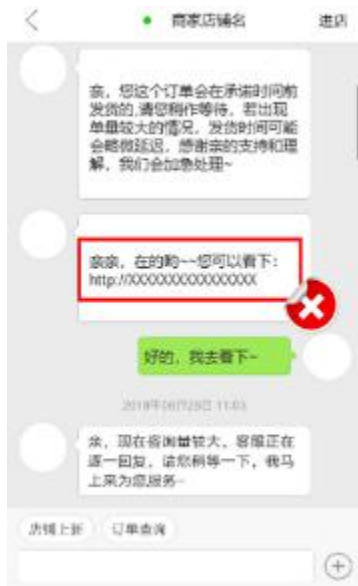 商家店铺名
进店
亲，您这个订单会在承诺时间前
发货的,请您稍作等待，若出现
单量较大的情况，发货时间可能
会略微延迟，感谢亲的支持和理
解，我们会加急处理~
亲亲，在的哟~~您可以看下：
http://XXXXXXXXXXXXXXXX
好的，我去看下~
2018年06月28日 11:03
亲，现在咨询量较大，客服正在
逐一回复，请您稍等一下，我马
上来为您服务~
店铺上新
订单查询